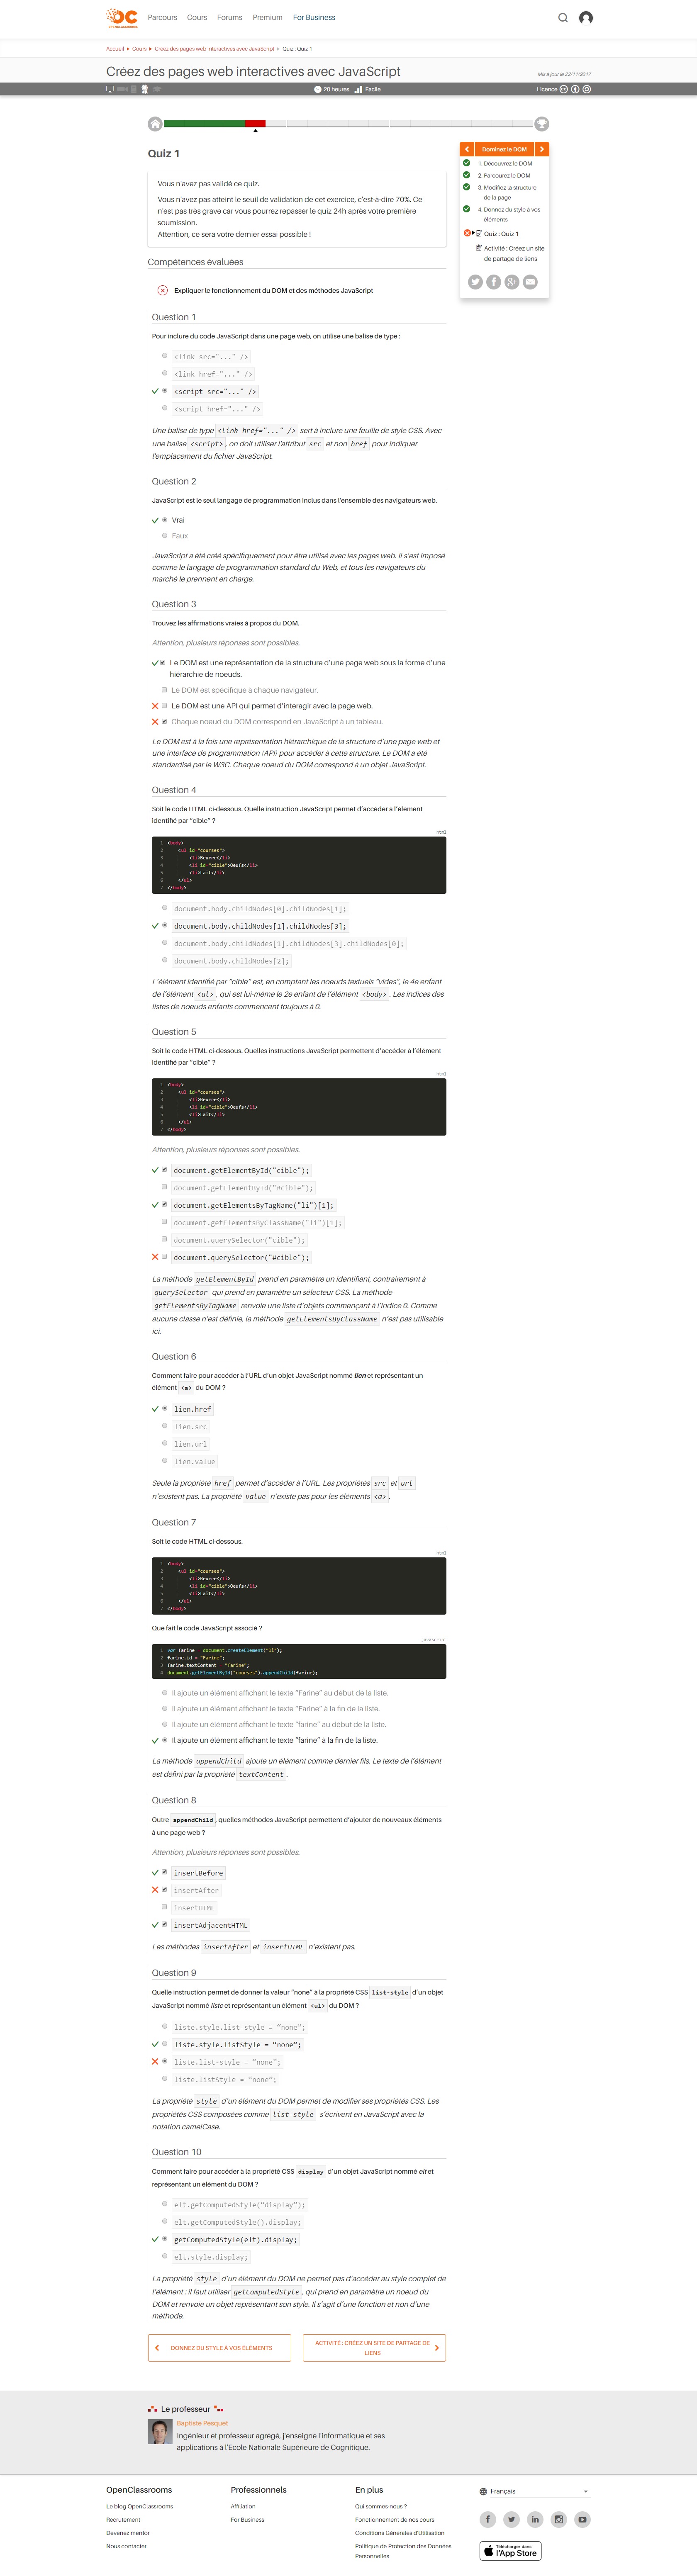 OC
OPENCLASSROOMS
Parcours Cours Forums Premium For Business
Accueil Cours Créez des pages web interactives avec JavaScript Quiz : Quiz 1
Créez des pages web interactives avec JavaScript
Mis à jour le 22/11/2017
20 heures Facile
Licence
Quiz 1
Vous n'avez pas validé ce quiz.
Vous n'avez pas atteint le seuil de validation de cet exercice, c'est-à-dire 70%. Ce
n'est pas très grave car vous pourrez repasser le quiz 24h après votre première
soumission.
Attention, ce sera votre dernier essai possible !
Dominez le DOM
1. Découvrez le DOM
2. Parcourez le DOM
3. Modifiez la structure
de la page
4. Donnez du style à vos
éléments
Quiz : Quiz 1
Activité : Créez un site
de partage de liens
Compétences évaluées
Expliquer le fonctionnement du DOM et des méthodes JavaScript
Question 1
Pour inclure du code JavaScript dans une page web, on utilise une balise de type :
<link src="..." />
<link href="..." />
<script src="..." />
<script href="..." />
Une balise de type <link href="..." /> sert à inclure une feuille de style CSS. Avec
une balise <script>, on doit utiliser l'attribut src et non href pour indiquer
l'emplacement du fichier JavaScript.
Question 2
JavaScript est le seul langage de programmation inclus dans l'ensemble des navigateurs web.
Vrai
Faux
JavaScript a été créé spécifiquement pour être utilisé avec les pages web. Il s'est imposé
comme le langage de programmation standard du Web, et tous les navigateurs du
marché le prennent en charge.
Question 3
Trouvez les affirmations vraies à propos du DOM.
Attention, plusieurs réponses sont possibles.
Le DOM est une représentation de la structure d'une page web sous la forme d'une
hiérarchie de noeuds.
Le DOM est spécifique à chaque navigateur.
Le DOM est une API qui permet d'interagir avec la page web.
Chaque noeud du DOM correspond en JavaScript à un tableau.
Le DOM est à la fois une représentation hiérarchique de la structure d'une page web et
une interface de programmation (API) pour accéder à cette structure. Le DOM a été
standardisé par le W3C. Chaque noeud du DOM correspond à un objet JavaScript.
Question 4
Soit le code HTML ci-dessous. Quelle instruction JavaScript permet d'accéder à l'élément
identifié par "cible" ?
html
1 <body>
2 <ul id="courses">
3 <li>Beurre</li>
4 <li id="cible">Oeufs</li>
5 <li>Lait</li>
6 </ul>
7 </body>
document.body.childNodes[0].childNodes[1];
document.body.childNodes[1].childNodes[3];
document.body.childNodes[1].childNodes[3].childNodes[0];
document.body.childNodes[2];
L'élément identifié par "cible" est, en comptant les noeuds textuels "vides", le 4e enfant
de l'élément <ul>, qui est lui-même le 2e enfant de l'élément <body>. Les indices des
listes de noeuds enfants commencent toujours à 0.
Question 5
Soit le code HTML ci-dessous. Quelles instructions JavaScript permettent d'accéder à l'élément
identifié par "cible" ?
html
1 <body>
2 <ul id="courses">
3 <li>Beurre</li>
4 <li id="cible">Oeufs</li>
5 <li>Lait</li>
6 </ul>
7 </body>
Attention, plusieurs réponses sont possibles.
document.getElementById("cible");
document.getElementById("#cible");
document.getElementsByTagName("li")[1];
document.getElementsByClassName("li")[1];
document.querySelector("cible");
document.querySelector("#cible");
La méthode getElementById prend en paramètre un identifiant, contrairement à
querySelector qui prend en paramètre un sélecteur CSS. La méthode
getElementsByTagName renvoie une liste d'objets commençant à l'indice 0. Comme
aucune classe n'est définie, la méthode getElementsByClassName n'est pas utilisable
ici.
Question 6
Comment faire pour accéder à l'URL d'un objet JavaScript nommé lien et représentant un
élément <a> du DOM ?
lien.href
lien.src
lien.url
lien.value
Seule la propriété href permet d'accéder à l'URL. Les propriétés src et url
n'existent pas. La propriété value n'existe pas pour les éléments <a>.
Question 7
Soit le code HTML ci-dessous.
html
1 <body>
2 <ul id="courses">
3 <li>Beurre</li>
4 <li id="cible">Oeufs</li>
5 <li>Lait</li>
6 </ul>
7 </body>
Que fait le code JavaScript associé ?
javascript
1 var farine = document.createElement("li");
2 farine.id = "Farine";
3 farine.textContent = "farine";
4 document.getElementById("courses").appendChild(farine);
Il ajoute un élément affichant le texte "Farine" au début de la liste.
Il ajoute un élément affichant le texte "Farine" à la fin de la liste.
Il ajoute un élément affichant le texte "farine" au début de la liste.
Il ajoute un élément affichant le texte "farine" à la fin de la liste.
La méthode appendChild ajoute un élément comme dernier fils. Le texte de l'élément
est défini par la propriété textContent.
Question 8
Outre appendChild, quelles méthodes JavaScript permettent d'ajouter de nouveaux éléments
à une page web ?
Attention, plusieurs réponses sont possibles.
insertBefore
insertAfter
insertHTML
insertAdjacentHTML
Les méthodes insertAfter et insertHTML n'existent pas.
Question 9
Quelle instruction permet de donner la valeur "none" à la propriété CSS list-style d'un objet
JavaScript nommé liste et représentant un élément <ul> du DOM ?
liste.style.list-style = "none";
liste.style.listStyle = "none";
liste.list-style = "none";
liste.listStyle = "none";
La propriété style d'un élément du DOM permet de modifier ses propriétés CSS. Les
propriétés CSS composées comme list-style s'écrivent en JavaScript avec la
notation camelCase.
Question 10
Comment faire pour accéder à la propriété CSS display d'un objet JavaScript nommé elt et
représentant un élément du DOM ?
elt.getComputedStyle("display");
elt.getComputedStyle().display;
getComputedStyle(elt).display;
elt.style.display;
La propriété style d'un élément du DOM ne permet pas d'accéder au style complet de
l'élément : il faut utiliser getComputedStyle, qui prend en paramètre un noeud du
DOM et renvoie un objet représentant son style. Il s'agit d'une fonction et non d'une
méthode.
DONNEZ DU STYLE À VOS ÉLÉMENTS
ACTIVITÉ : CRÉEZ UN SITE DE PARTAGE DE
LIENS
Le professeur
Baptiste Pesquet
Ingénieur et professeur agrégé, j'enseigne l'informatique et ses
applications à l'Ecole Nationale Supérieure de Cognitique.
OpenClassrooms
Le blog OpenClassrooms
Recrutement
Devenez mentor
Nous contacter
Professionnels
Affiliation
For Business
En plus
Qui sommes-nous ?
Fonctionnement de nos cours
Conditions Générales d'Utilisation
Politique de Protection des Données
Personnelles
Français
Télécharger dans
l'App Store